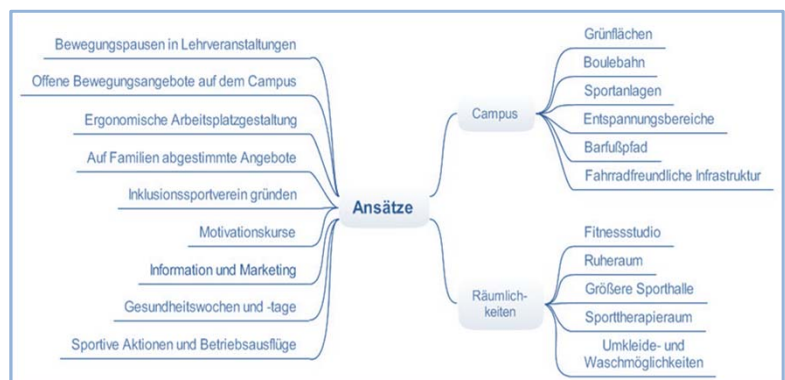 Bewegungspausen in Lehrveranstaltungen
Offene Bewegungsangebote auf dem Campus
Ergonomische Arbeitsplatzgestaltung
Auf Familien abgestimmte Angebote
Inklusionssportverein gründen
Motivationskurse
Information und Marketing
Gesundheitswochen und -tage
Sportive Aktionen und Betriebsausflüge
Ansätze
Campus
Grünflächen
Boulebahn
Sportanlagen
Entspannungsbereiche
Barfußpfad
Fahrradfreundliche Infrastruktur
Räumlich-
keiten
Fitnessstudio
Ruheraum
Größere Sporthalle
Sporttherapieraum
Umkleide- und
Waschmöglichkeiten